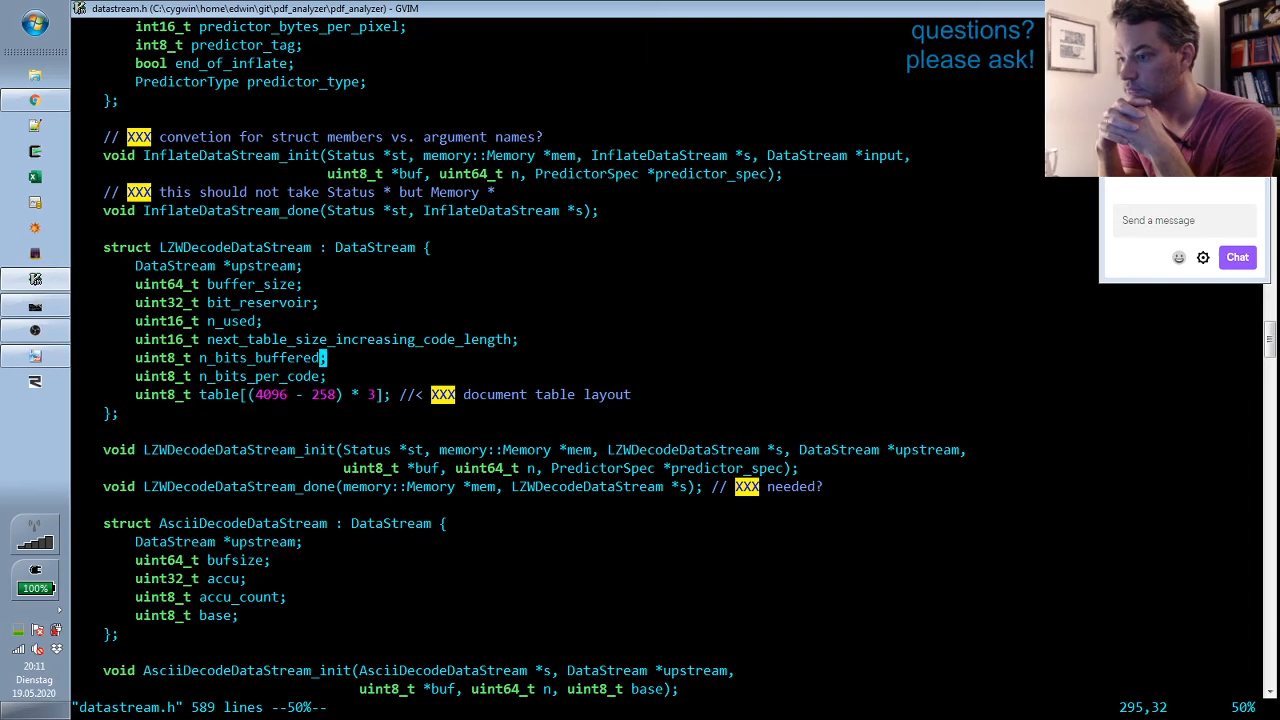 datastream.h (C:\cygwin\home\edwin\git\pdf_analyzer\pdf_analyzer) - GVIM
int16_t predictor_bytes_per_pixel;
int8_t predictor_tag;
bool end_of_inflate;
PredictorType predictor_type;
};
// XXX convetion for struct members vs. argument names?
void InflateDataStream_init(Status *st, memory::Memory *mem, InflateDataStream *s, DataStream *input,
uint8_t *buf, uint64_t n, PredictorSpec *predictor_spec);
// XXX this should not take Status * but Memory *
void InflateDataStream_done(Status *st, InflateDataStream *s);
struct LZWDecodeDataStream : DataStream {
DataStream *upstream;
uint64_t buffer_size;
uint32_t bit_reservoir;
uint16_t n_used;
uint16_t next_table_size_increasing_code_length;
uint8_t n_bits_buffered;
uint8_t n_bits_per_code;
uint8_t table[(4096 - 258) * 3]; //< XXX document table layout
};
void LZWDecodeDataStream_init(Status *st, memory::Memory *mem, LZWDecodeDataStream *s, DataStream *upstream,
uint8_t *buf, uint64_t n, PredictorSpec *predictor_spec);
void LZWDecodeDataStream_done(memory::Memory *mem, LZWDecodeDataStream *s); // XXX needed?
struct AsciiDecodeDataStream : DataStream {
DataStream *upstream;
uint64_t bufsize;
uint32_t accu;
uint8_t accu_count;
uint8_t base;
};
void AsciiDecodeDataStream_init(AsciiDecodeDataStream *s, DataStream *upstream,
uint8_t *buf, uint64_t n, uint8_t base);
"datastream.h" 589 lines --50%-- 295,32 50%
questions?
please ask!
Send a message
Chat
100%
20:11
Dienstag
19.05.2020